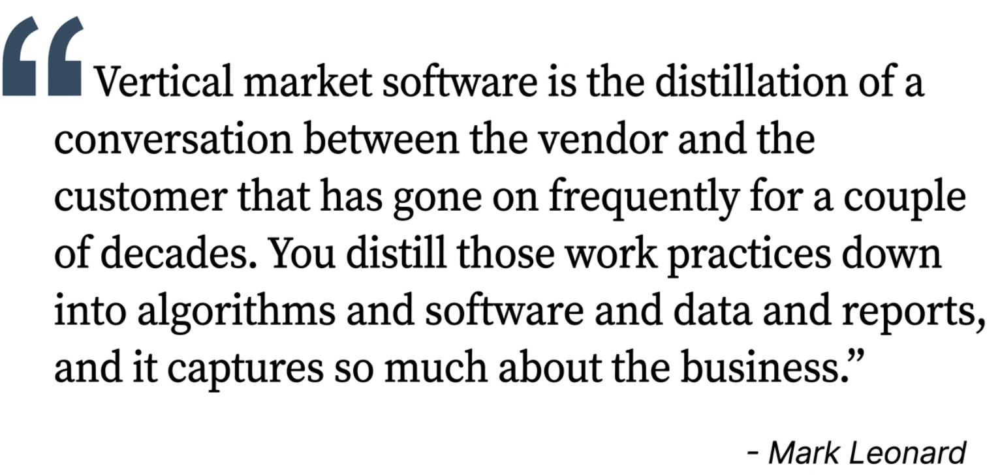 “Vertical market software is the distillation of a
conversation between the vendor and the
customer that has gone on frequently for a couple
of decades. You distill those work practices down
into algorithms and software and data and reports,
and it captures so much about the business.”
- Mark Leonard